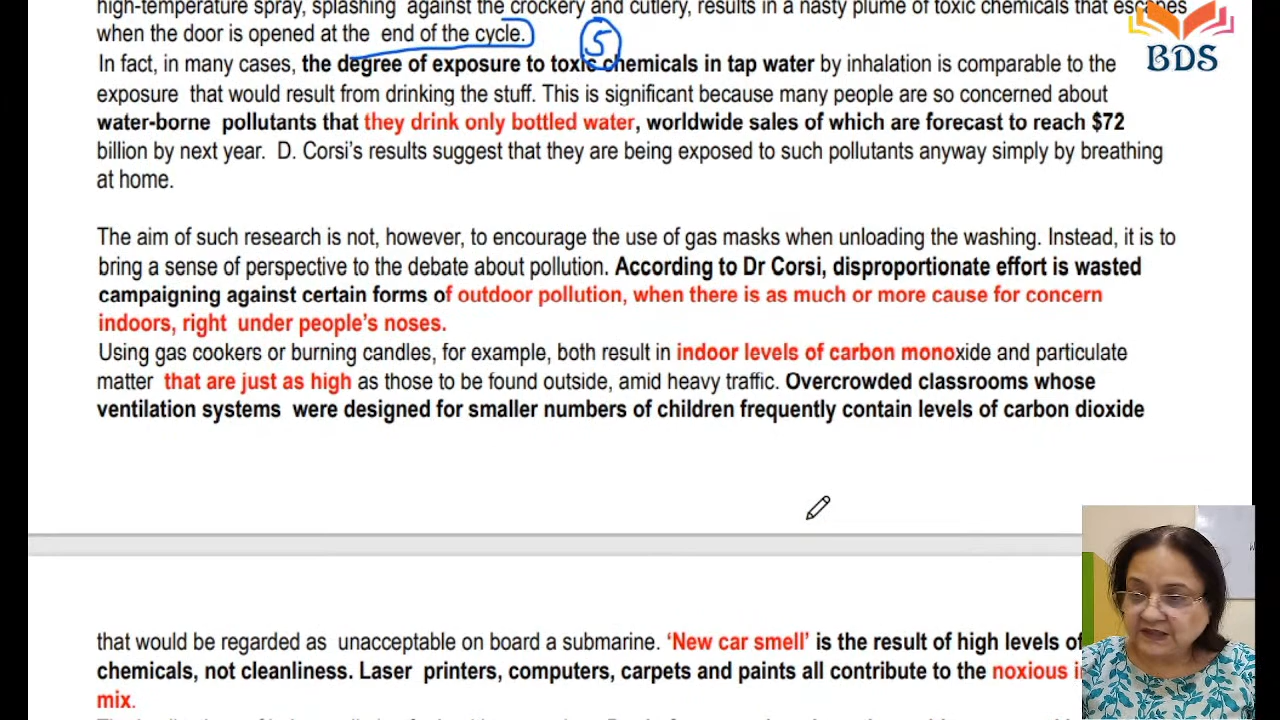 high-temperature spray, splashing against the crockery and cutlery, results in a nasty plume of toxic chemicals that escapes
when the door is opened at the end of the cycle.
5
BDS
In fact, in many cases, the degree of exposure to toxic chemicals in tap water by inhalation is comparable to the
exposure that would result from drinking the stuff. This is significant because many people are so concerned about
water-borne pollutants that they drink only bottled water, worldwide sales of which are forecast to reach $72
billion by next year. D. Corsi's results suggest that they are being exposed to such pollutants anyway simply by breathing
at home.
The aim of such research is not, however, to encourage the use of gas masks when unloading the washing. Instead, it is to
bring a sense of perspective to the debate about pollution. According to Dr Corsi, disproportionate effort is wasted
campaigning against certain forms of outdoor pollution, when there is as much or more cause for concern
indoors, right under people's noses.
Using gas cookers or burning candles, for example, both result in indoor levels of carbon monoxide and particulate
matter that are just as high as those to be found outside, amid heavy traffic. Overcrowded classrooms whose
ventilation systems were designed for smaller numbers of children frequently contain levels of carbon dioxide
that would be regarded as unacceptable on board a submarine. 'New car smell' is the result of high levels of
chemicals, not cleanliness. Laser printers, computers, carpets and paints all contribute to the noxious
mix.